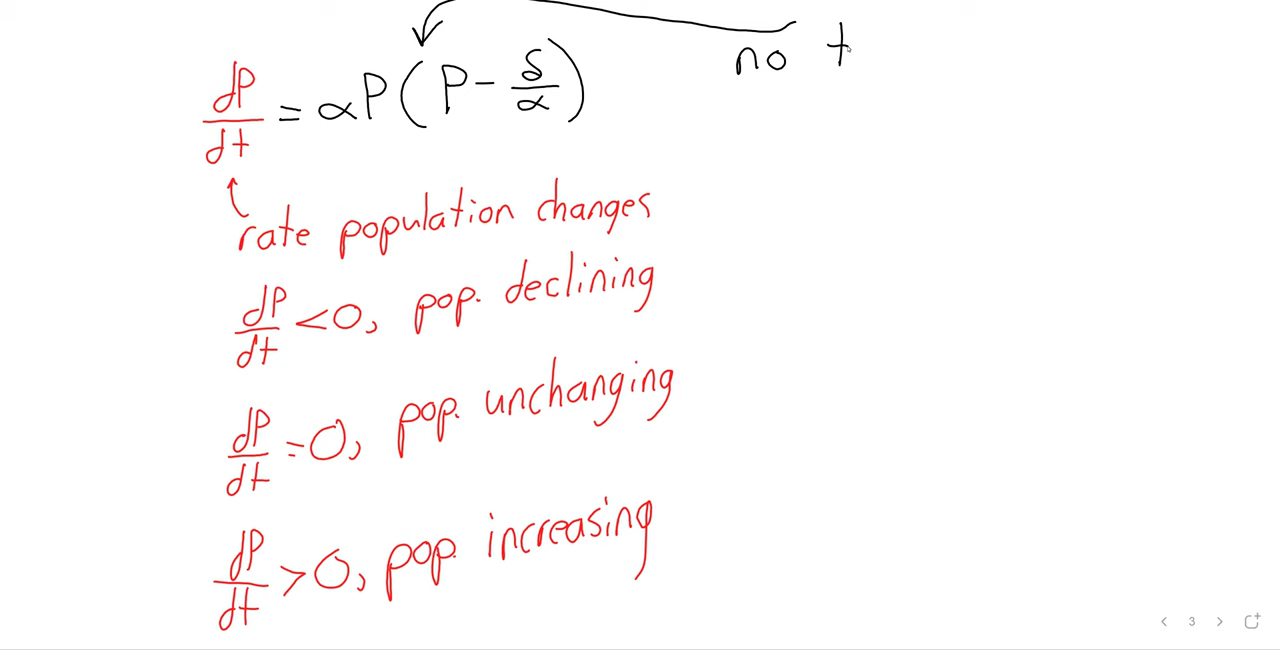 no t
dP/dt = αP(P - δ/α)
rate population changes
dP/dt < 0, pop. declining
dP/dt = 0, pop. unchanging
dP/dt > 0, pop. increasing
3